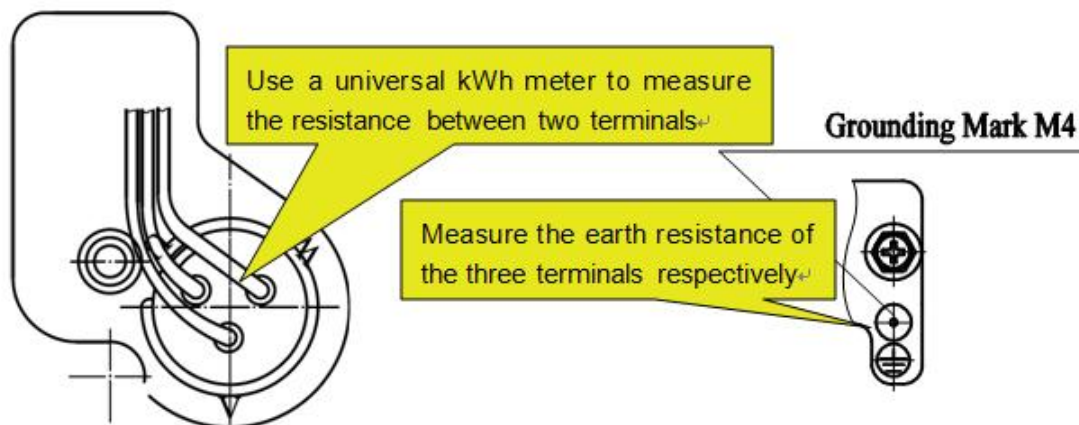 Use a universal kWh meter to measure
the resistance between two terminals↵
Grounding Mark M4
Measure the earth resistance of
the three terminals respectively↵